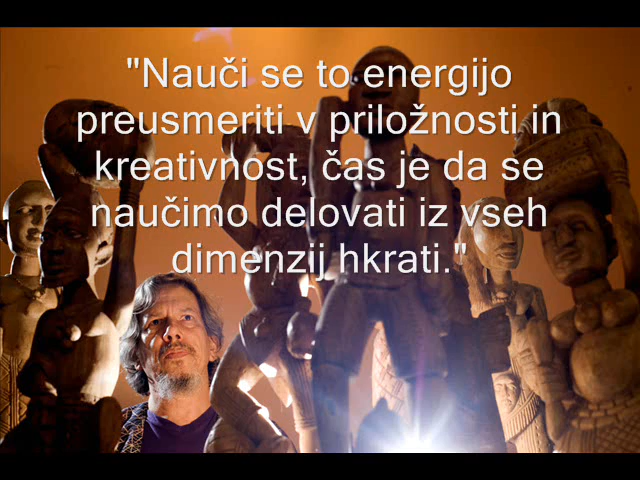 "Nauči se to energijo
preusmeriti v priložnosti in
kreativnost, čas je da se
naučimo delovati iz vseh
dimenzij hkrati."